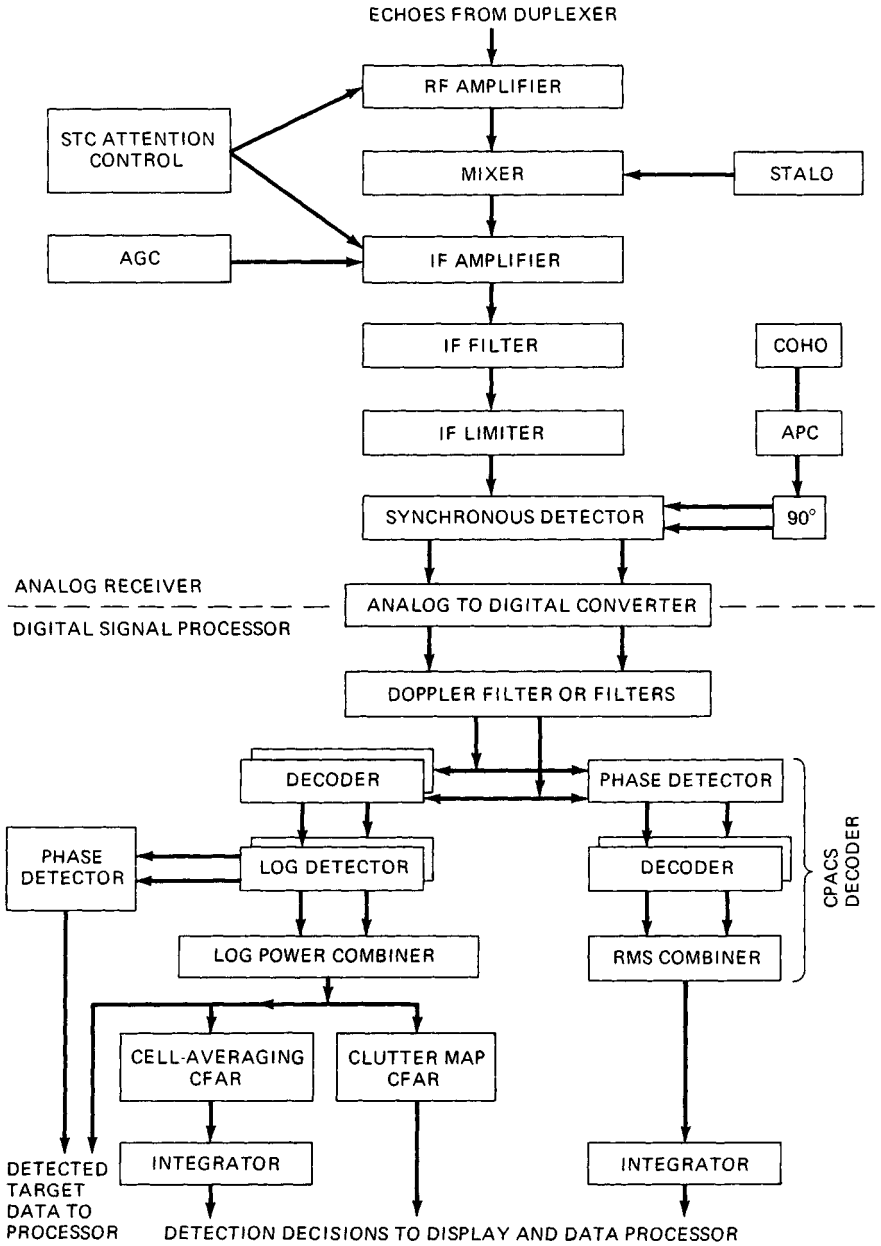 ECHOES FROM DUPLEXER
RF AMPLIFIER
STC ATTENTION
CONTROL
MIXER
STALO
AGC
IF AMPLIFIER
IF FILTER
COHO
IF LIMITER
APC
SYNCHRONOUS DETECTOR
90°
ANALOG RECEIVER
ANALOG TO DIGITAL CONVERTER
DIGITAL SIGNAL PROCESSOR
DOPPLER FILTER OR FILTERS
DECODER
PHASE DETECTOR
PHASE
DETECTOR
LOG DETECTOR
DECODER
CPACS
DECODER
LOG POWER COMBINER
RMS COMBINER
CELL-AVERAGING
CFAR
CLUTTER MAP
CFAR
INTEGRATOR
INTEGRATOR
DETECTED
TARGET
DATA TO
PROCESSOR
DETECTION DECISIONS TO DISPLAY AND DATA PROCESSOR